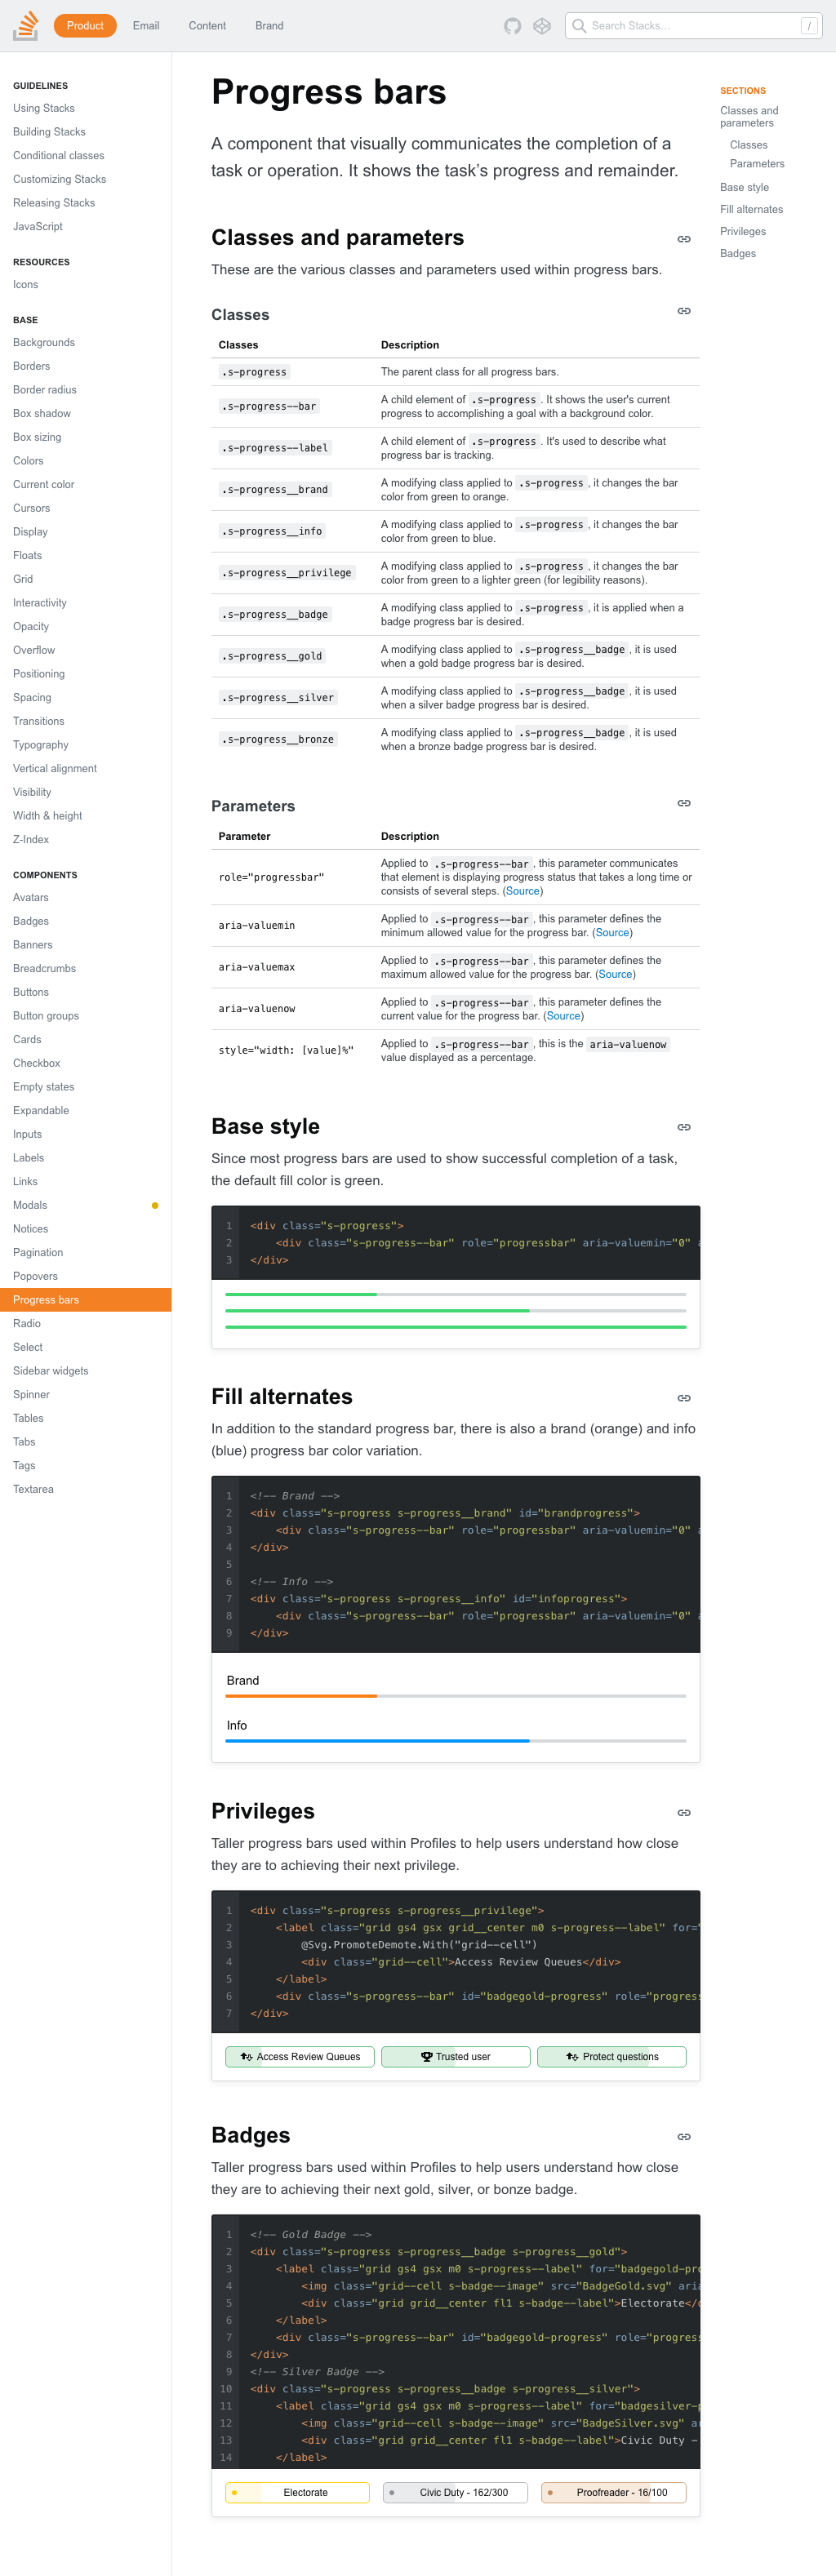 Product
Email
Content
Brand
Search Stacks…
/
GUIDELINES
Using Stacks
Building Stacks
Conditional classes
Customizing Stacks
Releasing Stacks
JavaScript
RESOURCES
Icons
BASE
Backgrounds
Borders
Border radius
Box shadow
Box sizing
Colors
Current color
Cursors
Display
Floats
Grid
Interactivity
Opacity
Overflow
Positioning
Spacing
Transitions
Typography
Vertical alignment
Visibility
Width & height
Z-Index
COMPONENTS
Avatars
Badges
Banners
Breadcrumbs
Buttons
Button groups
Cards
Checkbox
Empty states
Expandable
Inputs
Labels
Links
Modals
Notices
Pagination
Popovers
Progress bars
Radio
Select
Sidebar widgets
Spinner
Tables
Tabs
Tags
Textarea
Progress bars
A component that visually communicates the completion of a
task or operation. It shows the task’s progress and remainder.
Classes and parameters
These are the various classes and parameters used within progress bars.
Classes
Classes Description
.s-progress The parent class for all progress bars.
.s-progress--bar A child element of .s-progress. It shows the user's current
progress to accomplishing a goal with a background color.
.s-progress--label A child element of .s-progress. It's used to describe what
progress bar is tracking.
.s-progress__brand A modifying class applied to .s-progress, it changes the bar
color from green to orange.
.s-progress__info A modifying class applied to .s-progress, it changes the bar
color from green to blue.
.s-progress__privilege A modifying class applied to .s-progress, it changes the bar
color from green to a lighter green (for legibility reasons).
.s-progress__badge A modifying class applied to .s-progress, it is applied when a
badge progress bar is desired.
.s-progress__gold A modifying class applied to .s-progress__badge, it is used
when a gold badge progress bar is desired.
.s-progress__silver A modifying class applied to .s-progress__badge, it is used
when a silver badge progress bar is desired.
.s-progress__bronze A modifying class applied to .s-progress__badge, it is used
when a bronze badge progress bar is desired.
Parameters
Parameter Description
role="progressbar" Applied to .s-progress--bar, this parameter communicates
that element is displaying progress status that takes a long time or
consists of several steps. (Source)
aria-valuemin Applied to .s-progress--bar, this parameter defines the
minimum allowed value for the progress bar. (Source)
aria-valuemax Applied to .s-progress--bar, this parameter defines the
maximum allowed value for the progress bar. (Source)
aria-valuenow Applied to .s-progress--bar, this parameter defines the
current value for the progress bar. (Source)
style="width: [value]%" Applied to .s-progress--bar, this is the aria-valuenow
value displayed as a percentage.
Base style
Since most progress bars are used to show successful completion of a task,
the default fill color is green.
1 <div class="s-progress">
2 <div class="s-progress--bar" role="progressbar" aria-valuemin="0" a
3 </div>
Fill alternates
In addition to the standard progress bar, there is also a brand (orange) and info
(blue) progress bar color variation.
1 <!-- Brand -->
2 <div class="s-progress s-progress__brand" id="brandprogress">
3 <div class="s-progress--bar" role="progressbar" aria-valuemin="0" a
4 </div>
5
6 <!-- Info -->
7 <div class="s-progress s-progress__info" id="infoprogress">
8 <div class="s-progress--bar" role="progressbar" aria-valuemin="0" a
9 </div>
Brand
Info
Privileges
Taller progress bars used within Profiles to help users understand how close
they are to achieving their next privilege.
1 <div class="s-progress s-progress__privilege">
2 <label class="grid gs4 gsx grid__center m0 s-progress--label" for="
3 @Svg.PromoteDemote.With("grid--cell")
4 <div class="grid--cell">Access Review Queues</div>
5 </label>
6 <div class="s-progress--bar" id="badgegold-progress" role="progress
7 </div>
Access Review Queues
Trusted user
Protect questions
Badges
Taller progress bars used within Profiles to help users understand how close
they are to achieving their next gold, silver, or bonze badge.
1 <!-- Gold Badge -->
2 <div class="s-progress s-progress__badge s-progress__gold">
3 <label class="grid gs4 gsx m0 s-progress--label" for="badgegold-pro
4 <img class="grid--cell s-badge--image" src="BadgeGold.svg" aria
5 <div class="grid grid__center fl1 s-badge--label">Electorate</d
6 </label>
7 <div class="s-progress--bar" id="badgegold-progress" role="progress
8 </div>
9 <!-- Silver Badge -->
10 <div class="s-progress s-progress__badge s-progress__silver">
11 <label class="grid gs4 gsx m0 s-progress--label" for="badgesilver-p
12 <img class="grid--cell s-badge--image" src="BadgeSilver.svg" ar
13 <div class="grid grid__center fl1 s-badge--label">Civic Duty -
14 </label>
Electorate
Civic Duty - 162/300
Proofreader - 16/100
SECTIONS
Classes and
parameters
Classes
Parameters
Base style
Fill alternates
Privileges
Badges